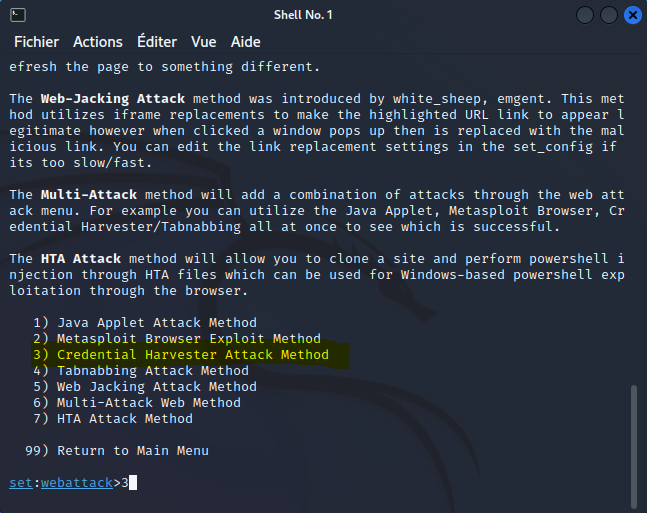 Shell No. 1
Fichier Actions Éditer Vue Aide
efresh the page to something different.
The Web-Jacking Attack method was introduced by white_sheep, emgent. This met
hod utilizes iframe replacements to make the highlighted URL link to appear l
egitimate however when clicked a window pops up then is replaced with the mal
icious link. You can edit the link replacement settings in the set_config if
its too slow/fast.
The Multi-Attack method will add a combination of attacks through the web att
ack menu. For example you can utilize the Java Applet, Metasploit Browser, Cr
edential Harvester/Tabnabbing all at once to see which is successful.
The HTA Attack method will allow you to clone a site and perform powershell i
njection through HTA files which can be used for Windows-based powershell exp
loitation through the browser.
1) Java Applet Attack Method
2) Metasploit Browser Exploit Method
3) Credential Harvester Attack Method
4) Tabnabbing Attack Method
5) Web Jacking Attack Method
6) Multi-Attack Web Method
7) HTA Attack Method
99) Return to Main Menu
set:webattack>3